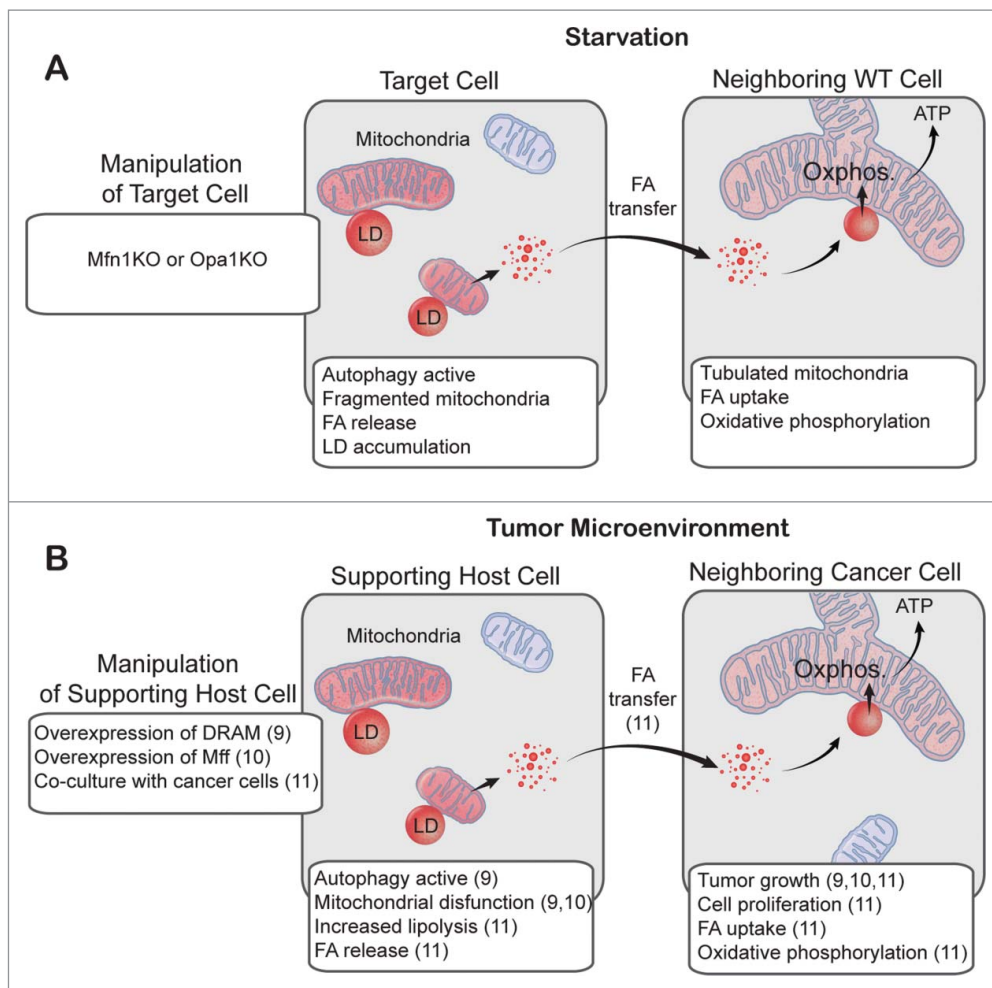 Starvation
A
Target Cell
Neighboring WT Cell
Manipulation
of Target Cell
Mfn1KO or Opa1KO
Mitochondria
LD
LD
FA
transfer
ATP
Oxphos.
Autophagy active
Fragmented mitochondria
FA release
LD accumulation
Tubulated mitochondria
FA uptake
Oxidative phosphorylation
Tumor Microenvironment
B
Supporting Host Cell
Neighboring Cancer Cell
Manipulation
of Supporting Host Cell
Overexpression of DRAM (9)
Overexpression of Mff (10)
Co-culture with cancer cells (11)
Mitochondria
LD
LD
FA
transfer
(11)
ATP
Oxphos.
Autophagy active (9)
Mitochondrial disfunction (9,10)
Increased lipolysis (11)
FA release (11)
Tumor growth (9,10,11)
Cell proliferation (11)
FA uptake (11)
Oxidative phosphorylation (11)